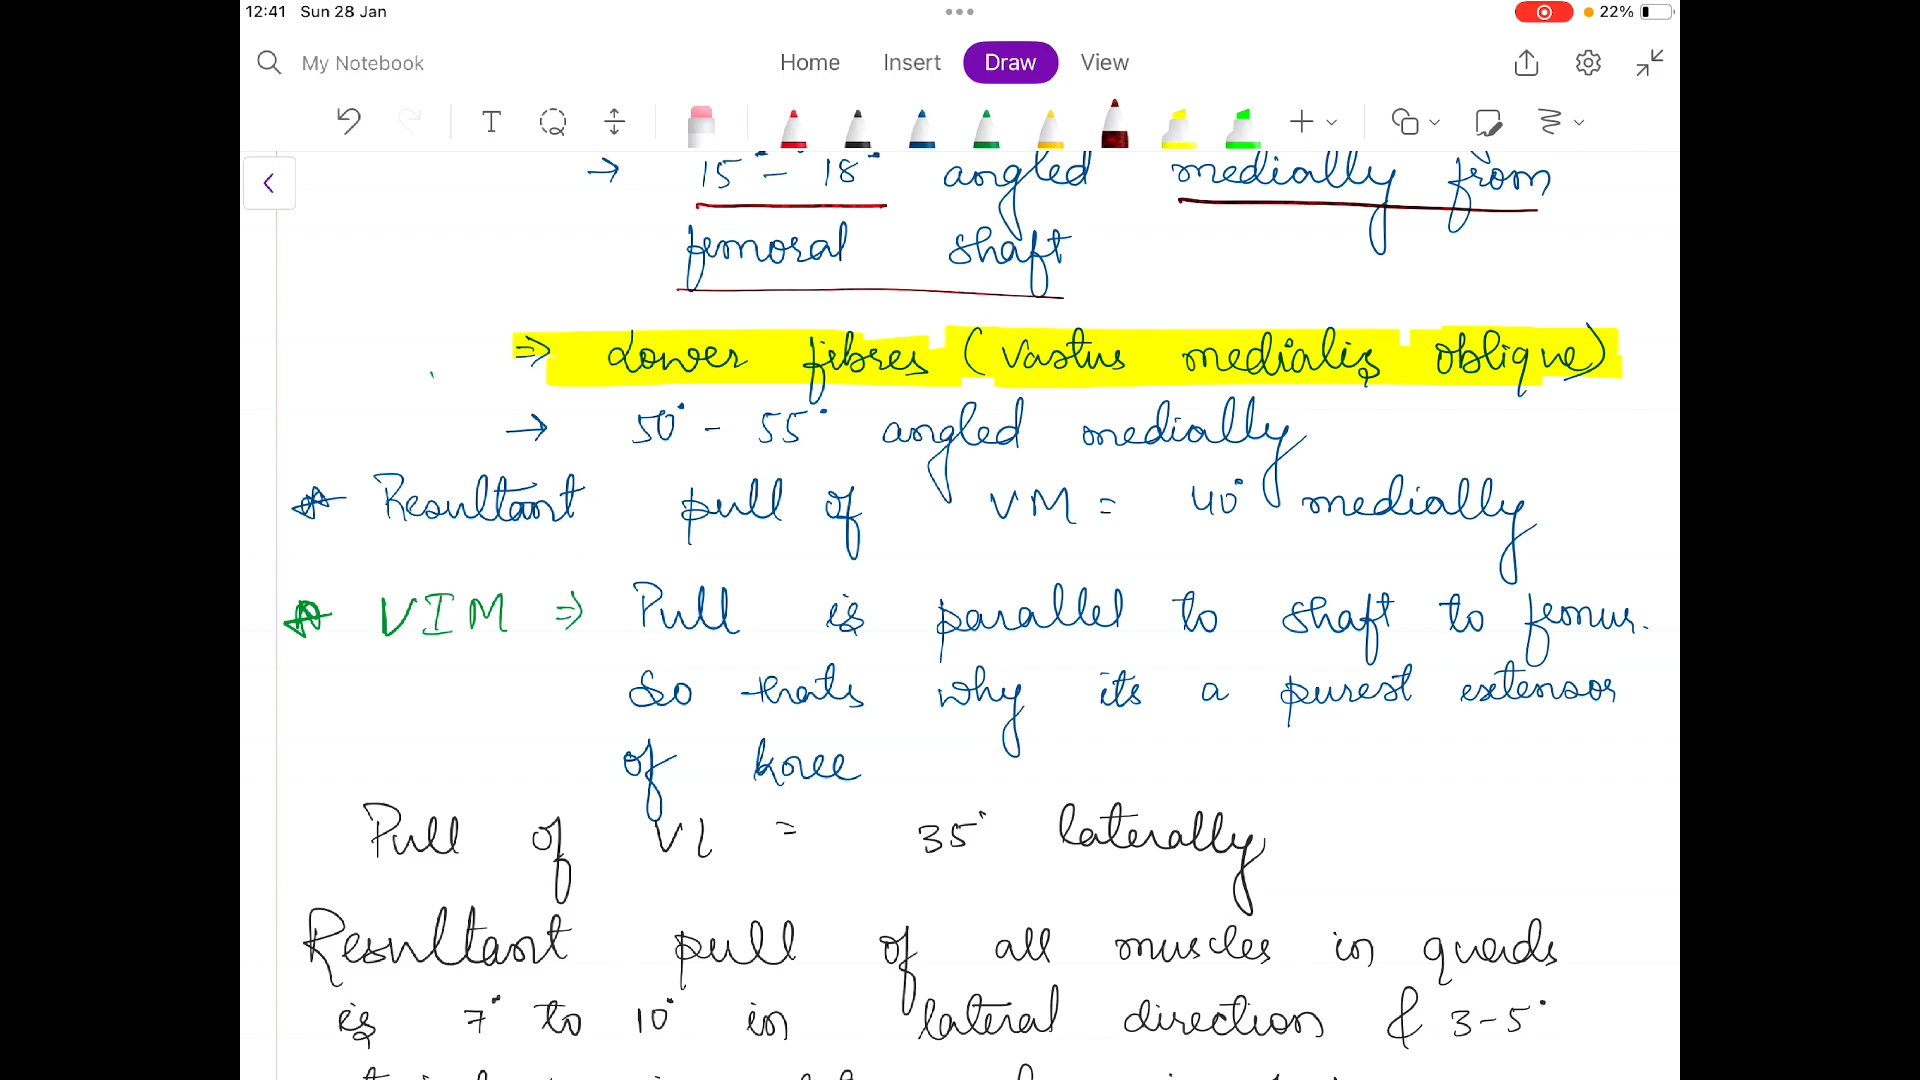 12:41 Sun 28 Jan 22%
My Notebook Home Insert Draw View
→ 15° - 18° angled medially from
femoral shaft
⇒ Lower fibres (Vastus medialis oblique)
→ 50° - 55° angled medially
Resultant pull of VM = 40° medially
VIM ⇒ Pull is parallel to shaft to femur.
So thats why its a purest extensor
of knee
Pull of VL = 35° laterally
Resultant pull of all muscles in quads
is 7° to 10° in lateral direction & 3-5°